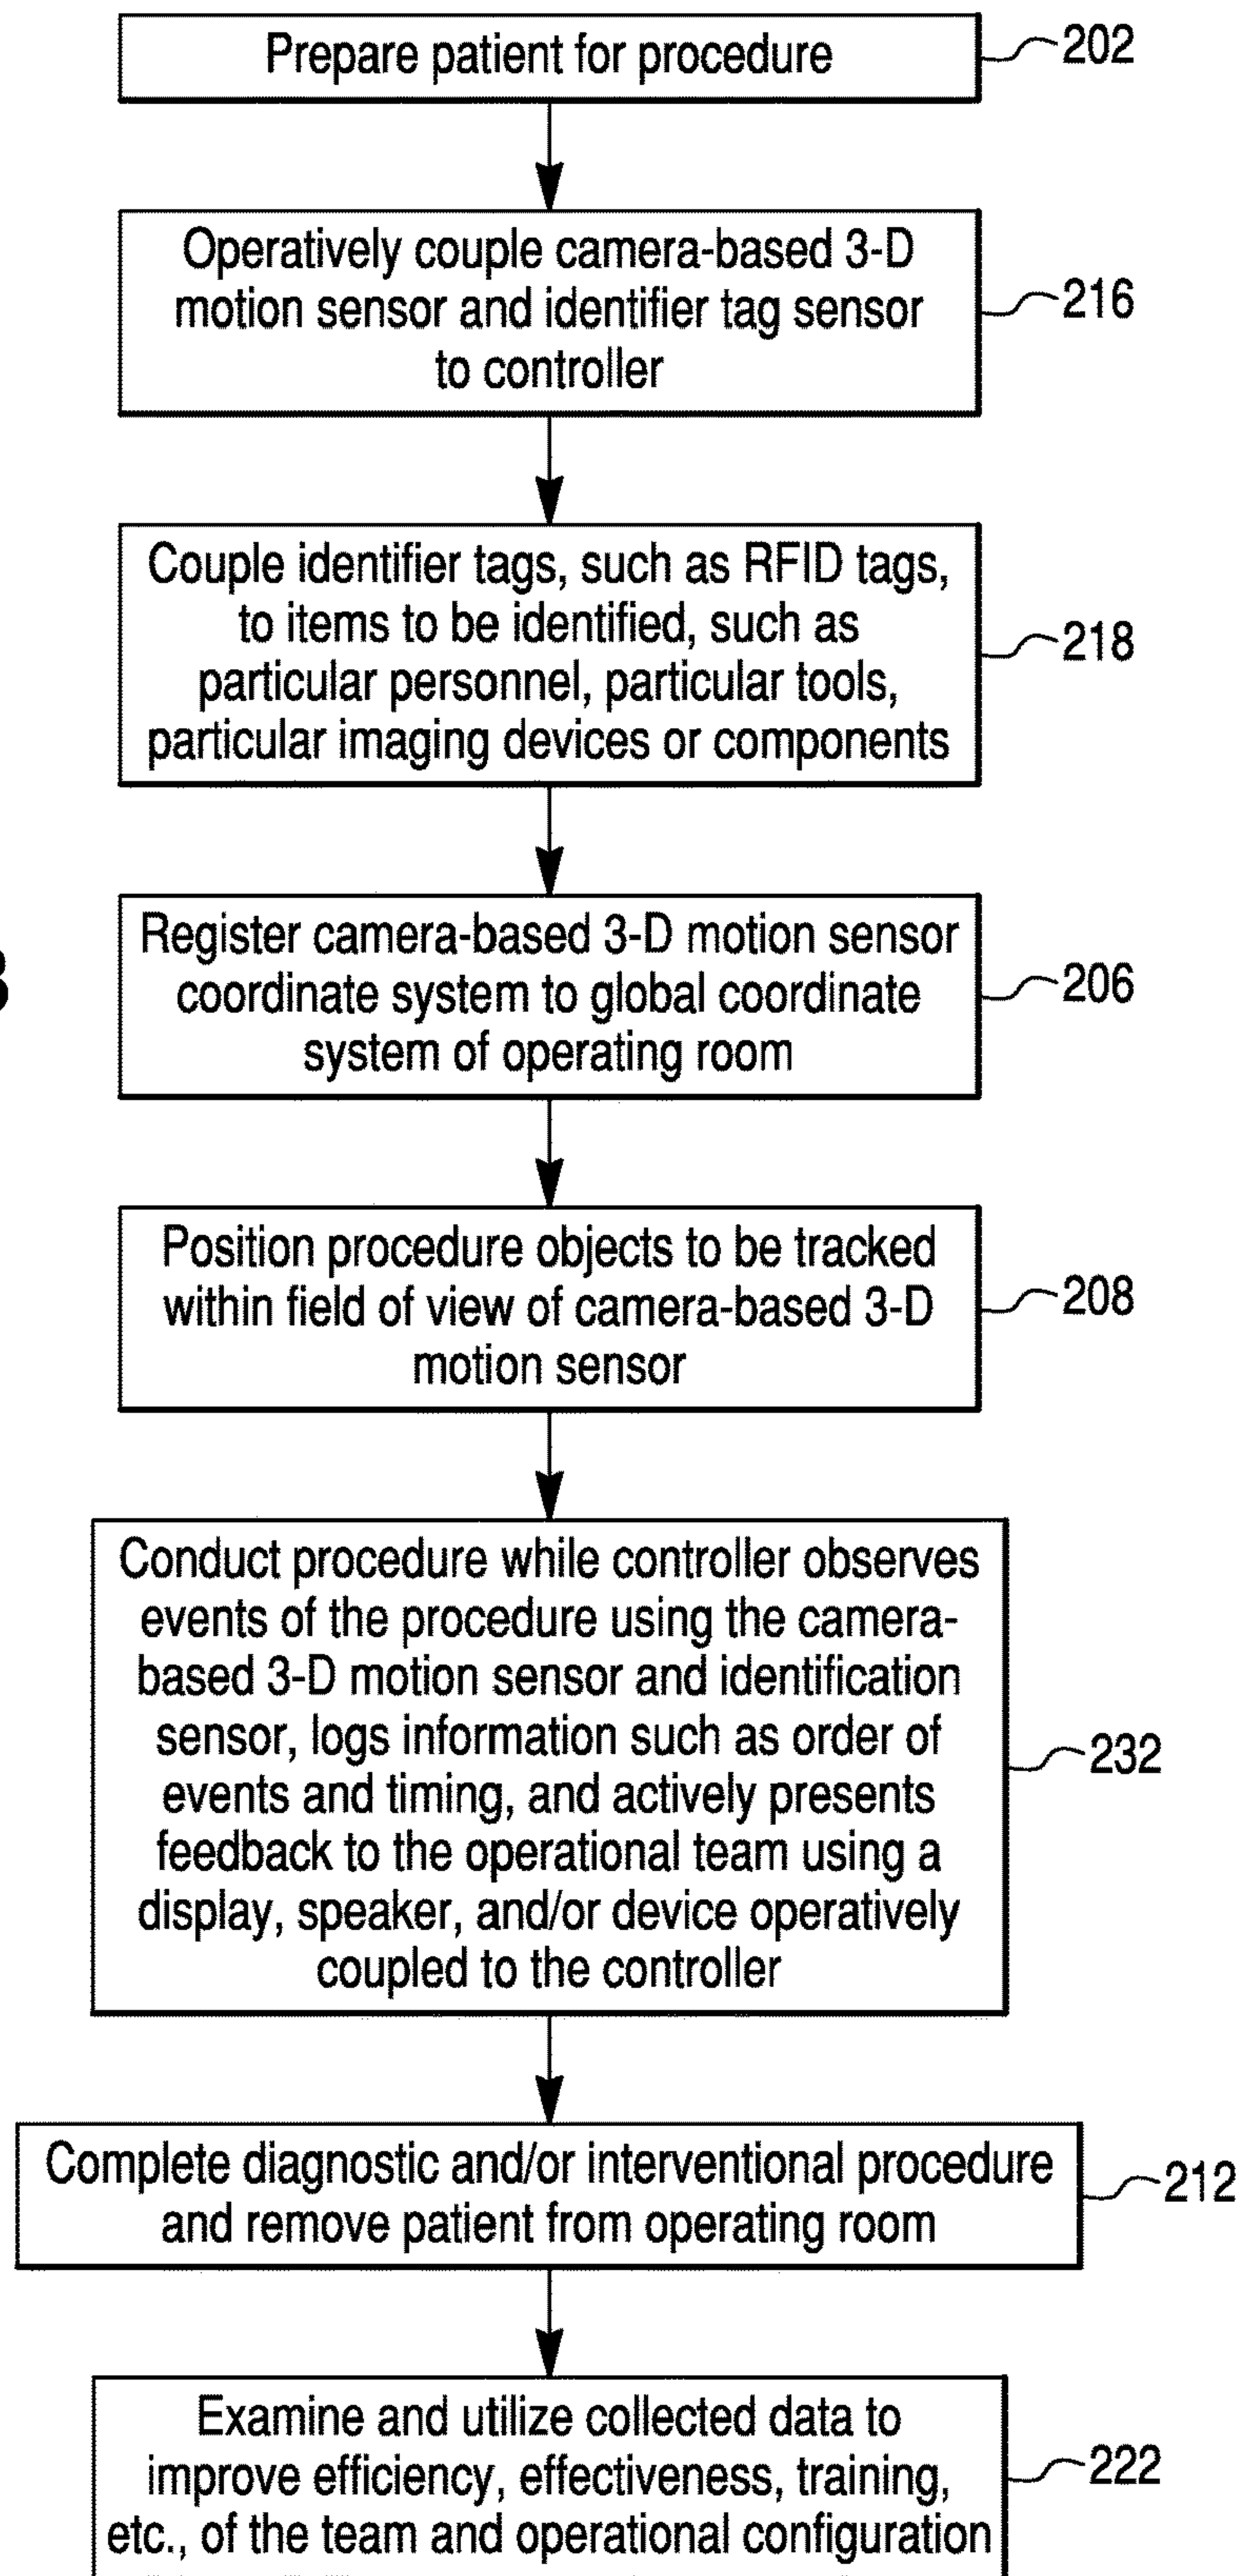 Prepare patient for procedure
202
Operatively couple camera-based 3-D
motion sensor and identifier tag sensor
to controller
216
Couple identifier tags, such as RFID tags,
to items to be identified, such as
particular personnel, particular tools,
particular imaging devices or components
218
Register camera-based 3-D motion sensor
coordinate system to global coordinate
system of operating room
206
Position procedure objects to be tracked
within field of view of camera-based 3-D
motion sensor
208
Conduct procedure while controller observes
events of the procedure using the camera-
based 3-D motion sensor and identification
sensor, logs information such as order of
events and timing, and actively presents
feedback to the operational team using a
display, speaker, and/or device operatively
coupled to the controller
232
Complete diagnostic and/or interventional procedure
and remove patient from operating room
212
Examine and utilize collected data to
improve efficiency, effectiveness, training,
etc., of the team and operational configuration
222